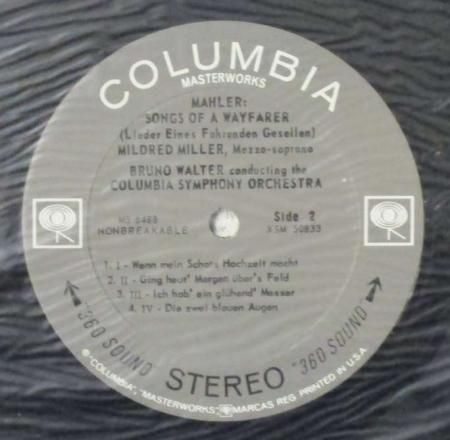 COLUMBIA
MASTERWORKS
MAHLER:
SONGS OF A WAYFARER
(Lieder Eines Fahrenden Gesellen)
MILDRED MILLER, Mezzo-soprano
BRUNO WALTER conducting the
COLUMBIA SYMPHONY ORCHESTRA
MS 6488
NONBREAKABLE
Side 2
XSM 50833
1. I - Wenn mein Schatz Hochzeit macht
2. II - Ging heut' Morgen über's Feld
3. III - Ich hab' ein glühend' Messer
4. IV - Die zwei blauen Augen
"360 SOUND
STEREO
"360 SOUND"
® "COLUMBIA", "MASTERWORKS", MARCAS REG. PRINTED IN U.S.A.